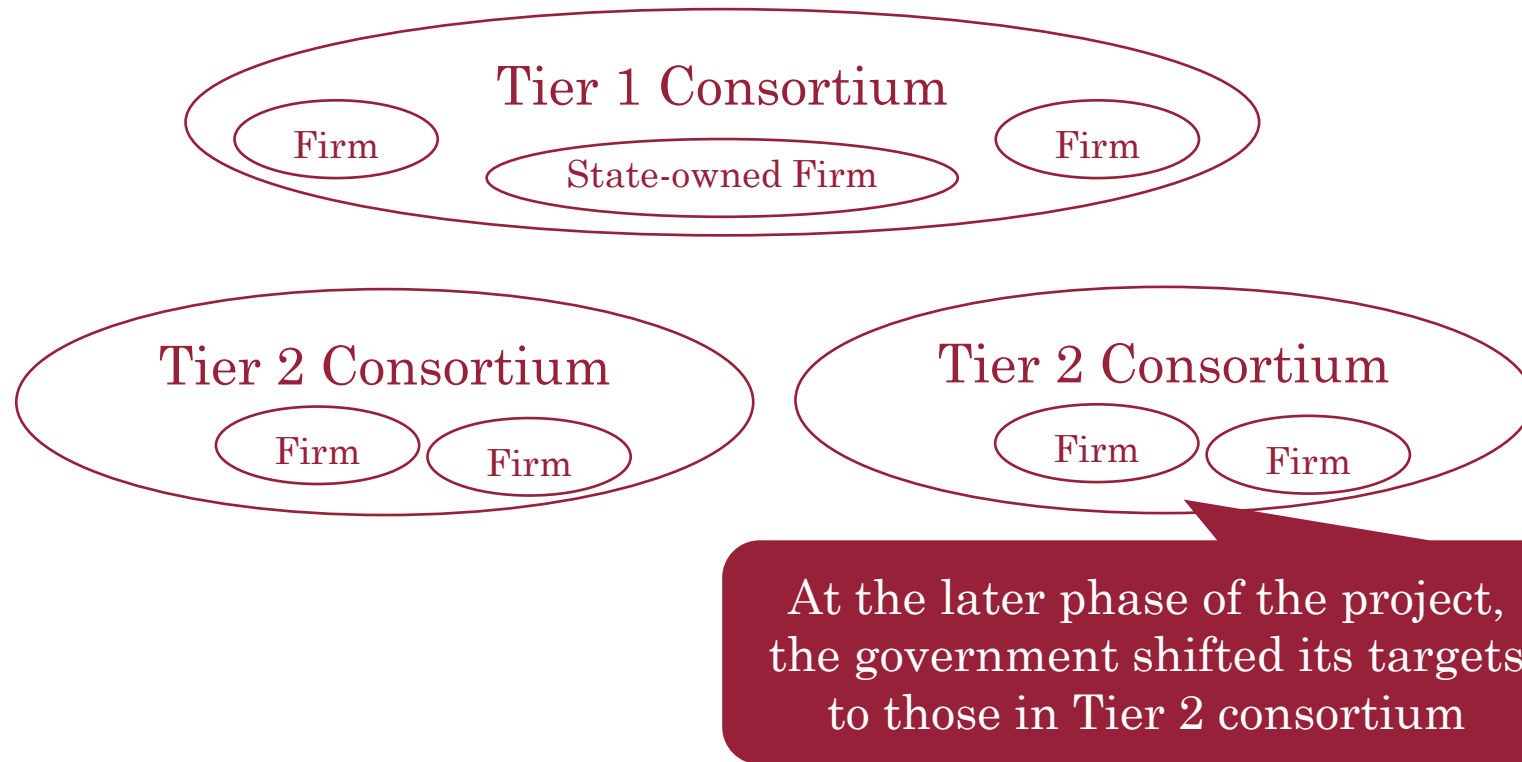 Tier 1 Consortium
Firm
Firm
State-owned Firm
Tier 2 Consortium
Firm
Firm
Tier 2 Consortium
Firm
Firm
At the later phase of the project,
the government shifted its targets
to those in Tier 2 consortium